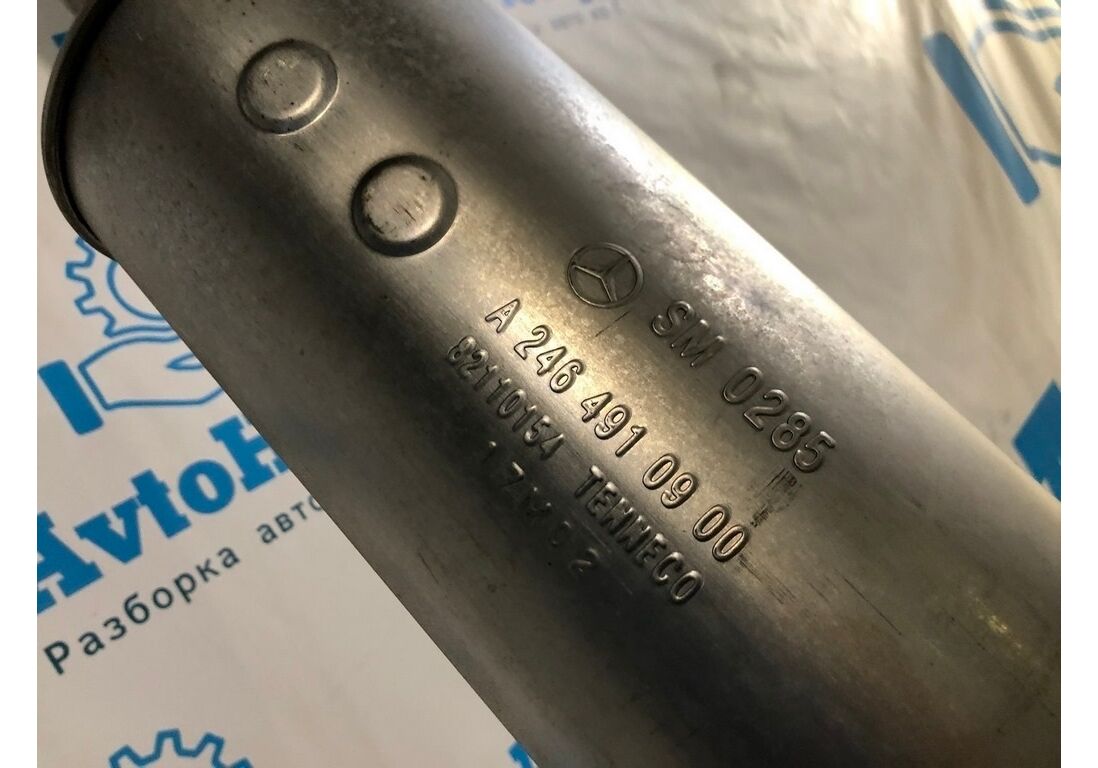 SM 0285
A 246 491 09 00
82110154 TENNECO
AvtoH
Разборка авто